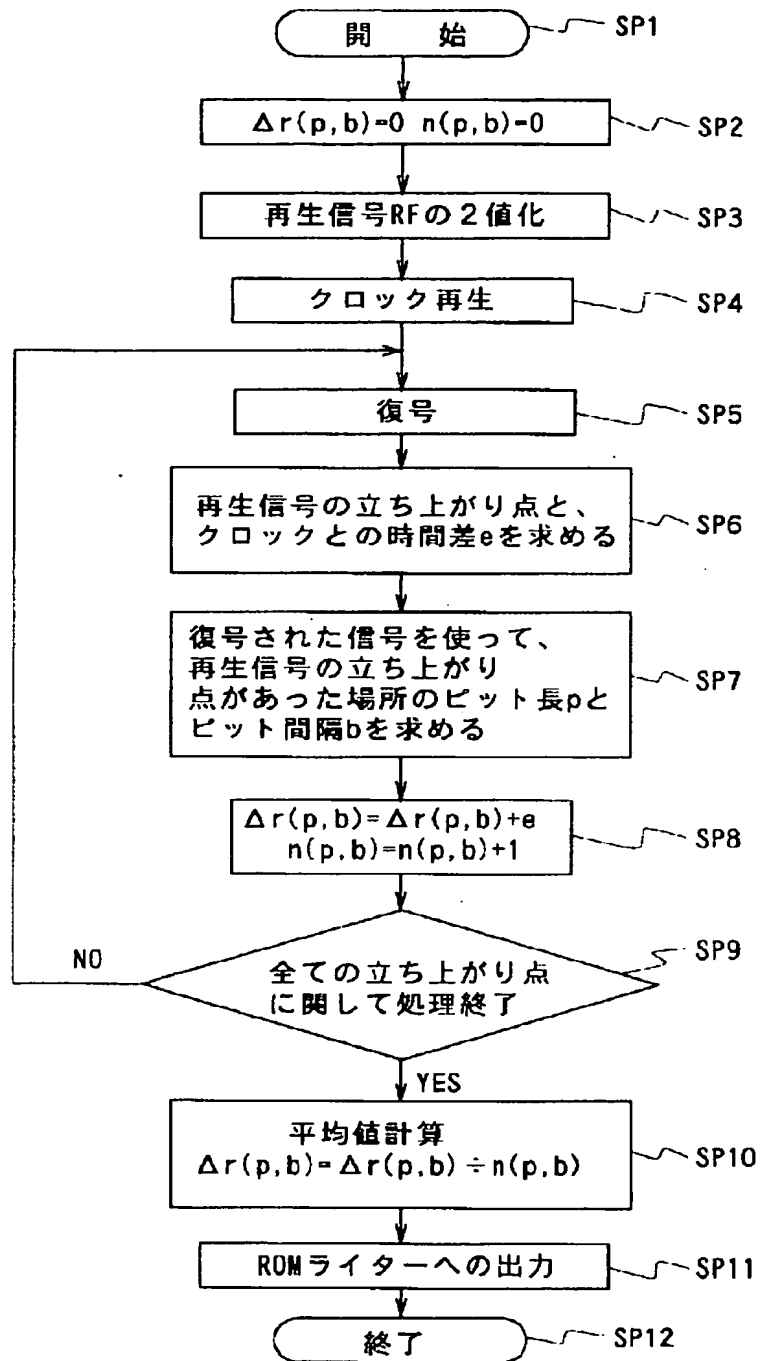 開 始
SP1
Δr(p,b)=0 n(p,b)=0
SP2
再生信号RFの2値化
SP3
クロック再生
SP4
復号
SP5
再生信号の立ち上がり点と、
クロックとの時間差eを求める
SP6
復号された信号を使って、
再生信号の立ち上がり
点があった場所のピット長pと
ピット間隔bを求める
SP7
Δr(p,b)=Δr(p,b)+e
n(p,b)=n(p,b)+1
SP8
NO
全ての立ち上がり点
に関して処理終了
SP9
YES
平均値計算
Δr(p,b)=Δr(p,b)÷n(p,b)
SP10
ROMライターへの出力
SP11
終了
SP12